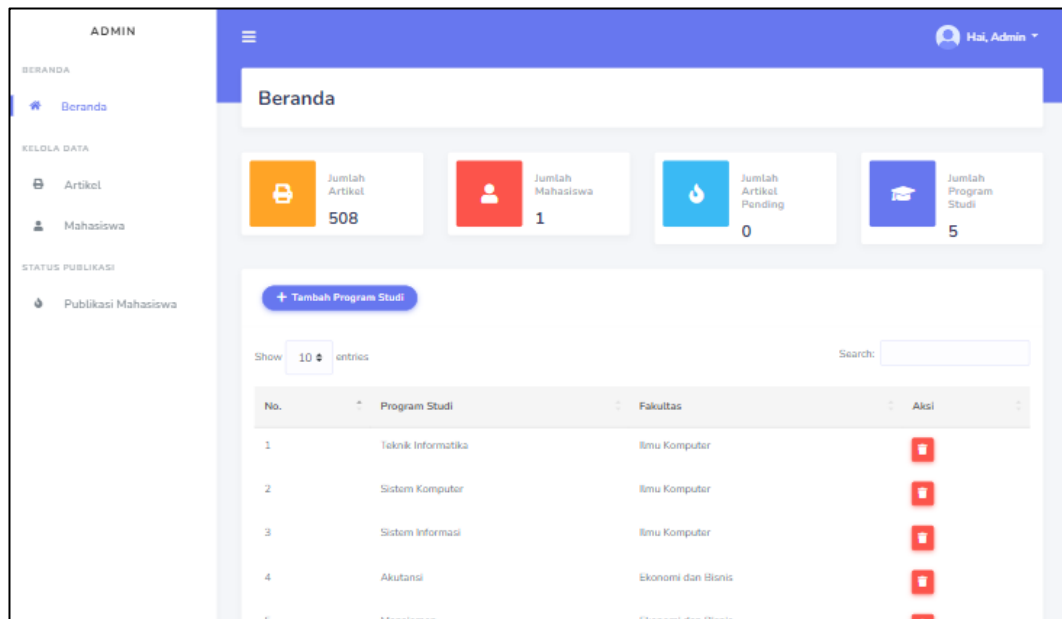 ADMIN
Hai, Admin
BERANDA
Beranda
KELOLA DATA
Artikel
Mahasiswa
STATUS PUBLIKASI
Publikasi Mahasiswa
Beranda
Jumlah
Artikel
508
Jumlah
Mahasiswa
1
Jumlah
Artikel
Pending
0
Jumlah
Program
Studi
5
+ Tambah Program Studi
Show 10 entries
Search:
No. Program Studi Fakultas Aksi
1 Teknik Informatika Ilmu Komputer
2 Sistem Komputer Ilmu Komputer
3 Sistem Informasi Ilmu Komputer
4 Akutansi Ekonomi dan Bisnis